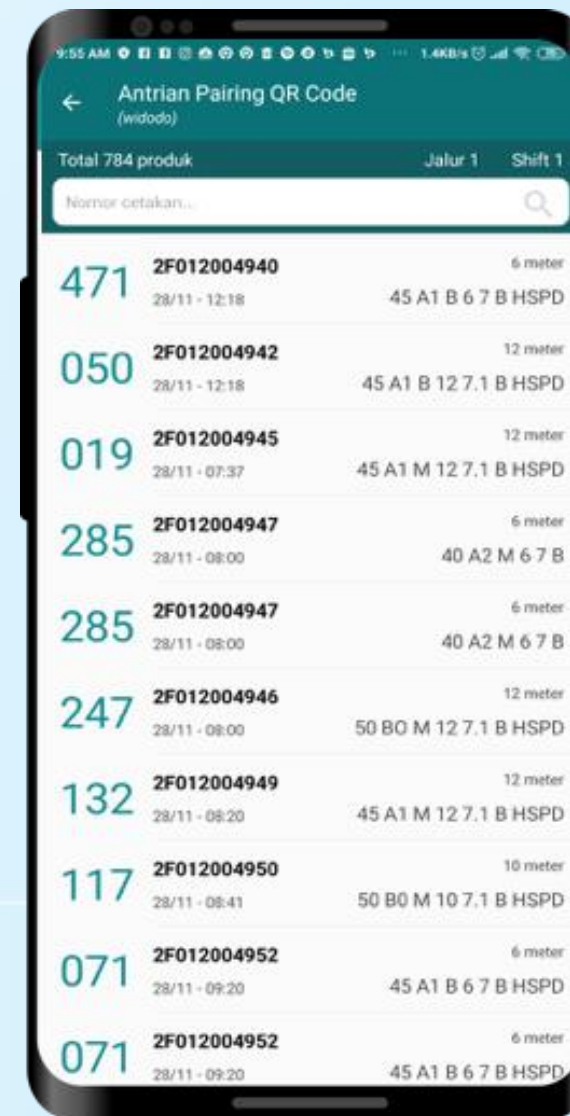 9:55 AM 1.4KB/s
Antrian Pairing QR Code
(widodo)
Total 784 produk Jalur 1 Shift 1
Nomor cetakan...
471 2F012004940 6 meter
28/11 - 12:18 45 A1 B 6 7 B HSPD
050 2F012004942 12 meter
28/11 - 12:18 45 A1 B 12 7.1 B HSPD
019 2F012004945 12 meter
28/11 - 07:37 45 A1 M 12 7.1 B HSPD
285 2F012004947 6 meter
28/11 - 08:00 40 A2 M 6 7 B
285 2F012004947 6 meter
28/11 - 08:00 40 A2 M 6 7 B
247 2F012004946 12 meter
28/11 - 08:00 50 BO M 12 7.1 B HSPD
132 2F012004949 12 meter
28/11 - 08:20 45 A1 M 12 7.1 B HSPD
117 2F012004950 10 meter
28/11 - 08:41 50 B0 M 10 7.1 B HSPD
071 2F012004952 6 meter
28/11 - 09:20 45 A1 B 6 7 B HSPD
071 2F012004952 6 meter
28/11 - 09:20 45 A1 B 6 7 B HSPD